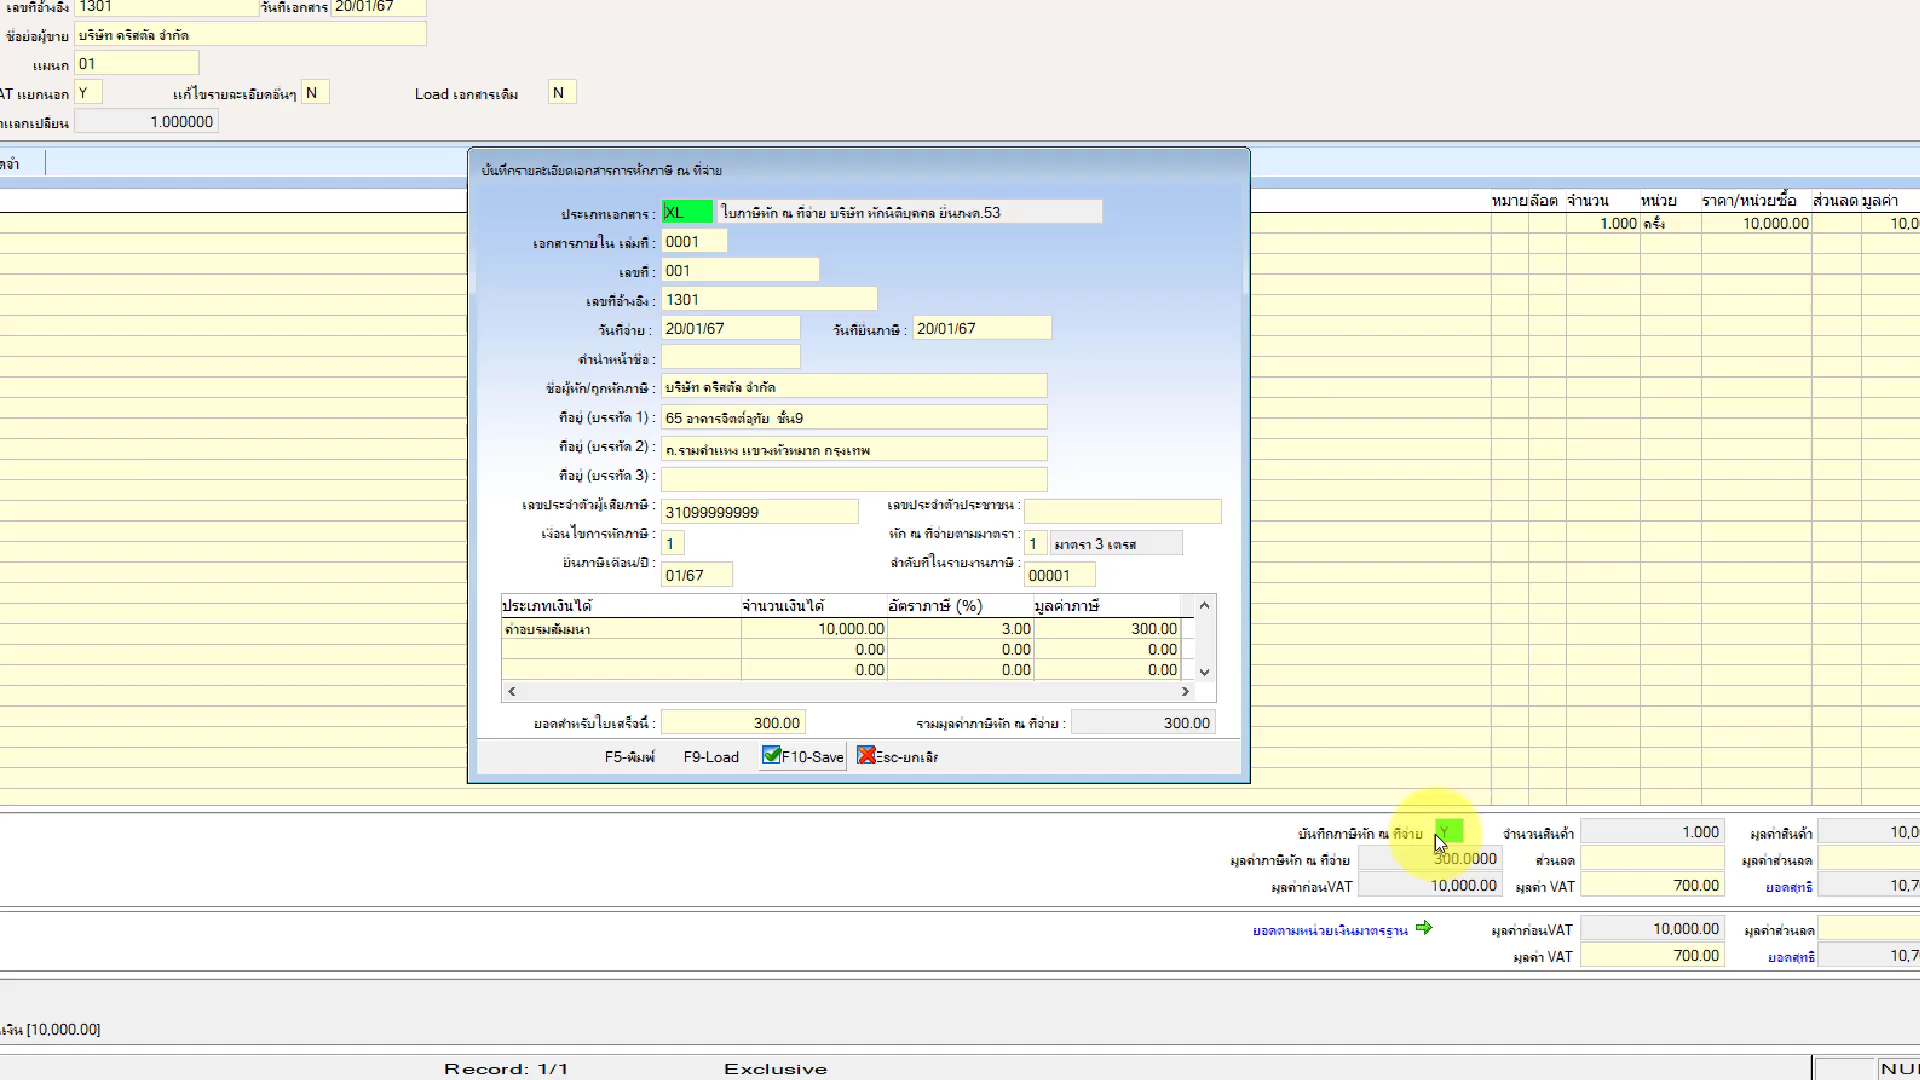 เลขที่อ้างอิง 1301 วันที่เอกสาร 20/01/67
ชื่อย่อผู้ขาย บริษัท คริสตัล จำกัด
แผนก 01
AT แยกนอก Y แก้ไขรายละเอียดอื่นๆ N Load เอกสารเดิม N
าแลกเปลี่ยน 1.000000
ดจำ
บันทึกรายละเอียดเอกสารการหักภาษี ณ ที่จ่าย
หมาย ล๊อต จำนวน หน่วย ราคา/หน่วยซื้อ ส่วนลด มูลค่า
1.000 ครั้ง 10,000.00 10,0
ประเภทเอกสาร : XL ใบภาษีหัก ณ ที่จ่าย บริษัท หักนิติบุคคล ยื่นภงด.53
เอกสารภายใน เล่มที่ : 0001
เลขที่ : 001
เลขที่อ้างอิง : 1301
วันที่จ่าย : 20/01/67 วันที่ยื่นภาษี : 20/01/67
คำนำหน้าชื่อ :
ชื่อผู้หัก/ถูกหักภาษี : บริษัท คริสตัล จำกัด
ที่อยู่ (บรรทัด 1) : 65 อาคารจิตต์อุทัย ชั้น9
ที่อยู่ (บรรทัด 2) : ถ.รามคำแหง แขวงหัวหมาก กรุงเทพ
ที่อยู่ (บรรทัด 3) :
เลขประจำตัวผู้เสียภาษี : 31099999999 เลขประจำตัวประชาชน :
เงื่อนไขการหักภาษี : 1 หัก ณ ที่จ่ายตามมาตรา : 1 มาตรา 3 เตรส
ยื่นภาษีเดือน/ปี : 01/67 ลำดับที่ในรายงานภาษี : 00001
ประเภทเงินได้ จำนวนเงินได้ อัตราภาษี (%) มูลค่าภาษี
ค่าอบรมสัมมนา 10,000.00 3.00 300.00
0.00 0.00 0.00
0.00 0.00 0.00
ยอดสำหรับใบเสร็จนี้ : 300.00 รวมมูลค่าภาษีหัก ณ ที่จ่าย : 300.00
F5-พิมพ์ F9-Load F10-Save Esc-ยกเลิก
บันทึกภาษีหัก ณ ที่จ่าย Y จำนวนสินค้า 1.000 มูลค่าสินค้า 10,0
มูลค่าภาษีหัก ณ ที่จ่าย 300.0000 ส่วนลด มูลค่าส่วนลด
มูลค่าก่อนVAT 10,000.00 มูลค่า VAT 700.00 ยอดสุทธิ 10,7
ยอดตามหน่วยเงินมาตรฐาน มูลค่าก่อนVAT 10,000.00 มูลค่าส่วนลด
มูลค่า VAT 700.00 ยอดสุทธิ 10,7
เงิน [10,000.00]
Record: 1/1 Exclusive NU